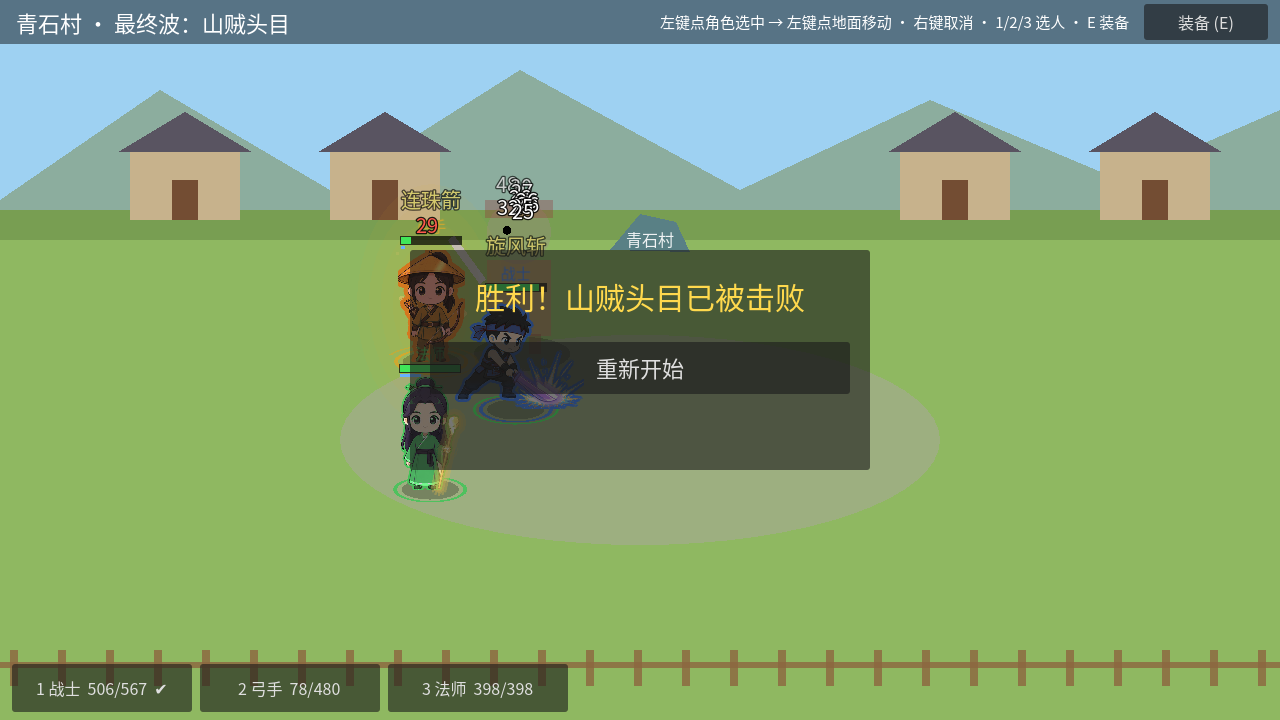 青石村 · 最终波：山贼头目
左键点角色选中 → 左键点地面移动 · 右键取消 · 1/2/3 选人 · E 装备
装备 (E)
连珠箭
29
25
旋风斩
战士
青石村
胜利！山贼头目已被击败
重新开始
1 战士 506/567 ✔
2 弓手 78/480
3 法师 398/398